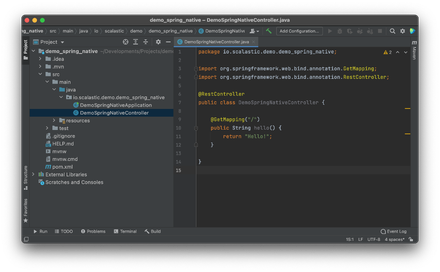 demo_spring_native – DemoSpringNativeController.java
src
main
java
io
scalastic
demo
demo_spring_native
DemoSpringNativeController
Add Configuration...
Project
DemoSpringNativeController.java
demo_spring_native
.idea
.mvn
src
main
java
io.scalastic.demo.demo_spring_native
DemoSpringNativeApplication
DemoSpringNativeController
resources
test
.gitignore
HELP.md
mvnw
mvnw.cmd
pom.xml
External Libraries
Scratches and Consoles
1 package io.scalastic.demo.demo_spring_native;
2
3 import org.springframework.web.bind.annotation.GetMapping;
4 import org.springframework.web.bind.annotation.RestController;
5
6 @RestController
7 public class DemoSpringNativeController {
8
9 @GetMapping("/")
10 public String hello() {
11 return "Hello!";
12 }
13
14 }
15
2
Project
Structure
Favorites
Maven
Run
TODO
Problems
Terminal
Build
Event Log
15:1
LF
UTF-8
4 spaces*